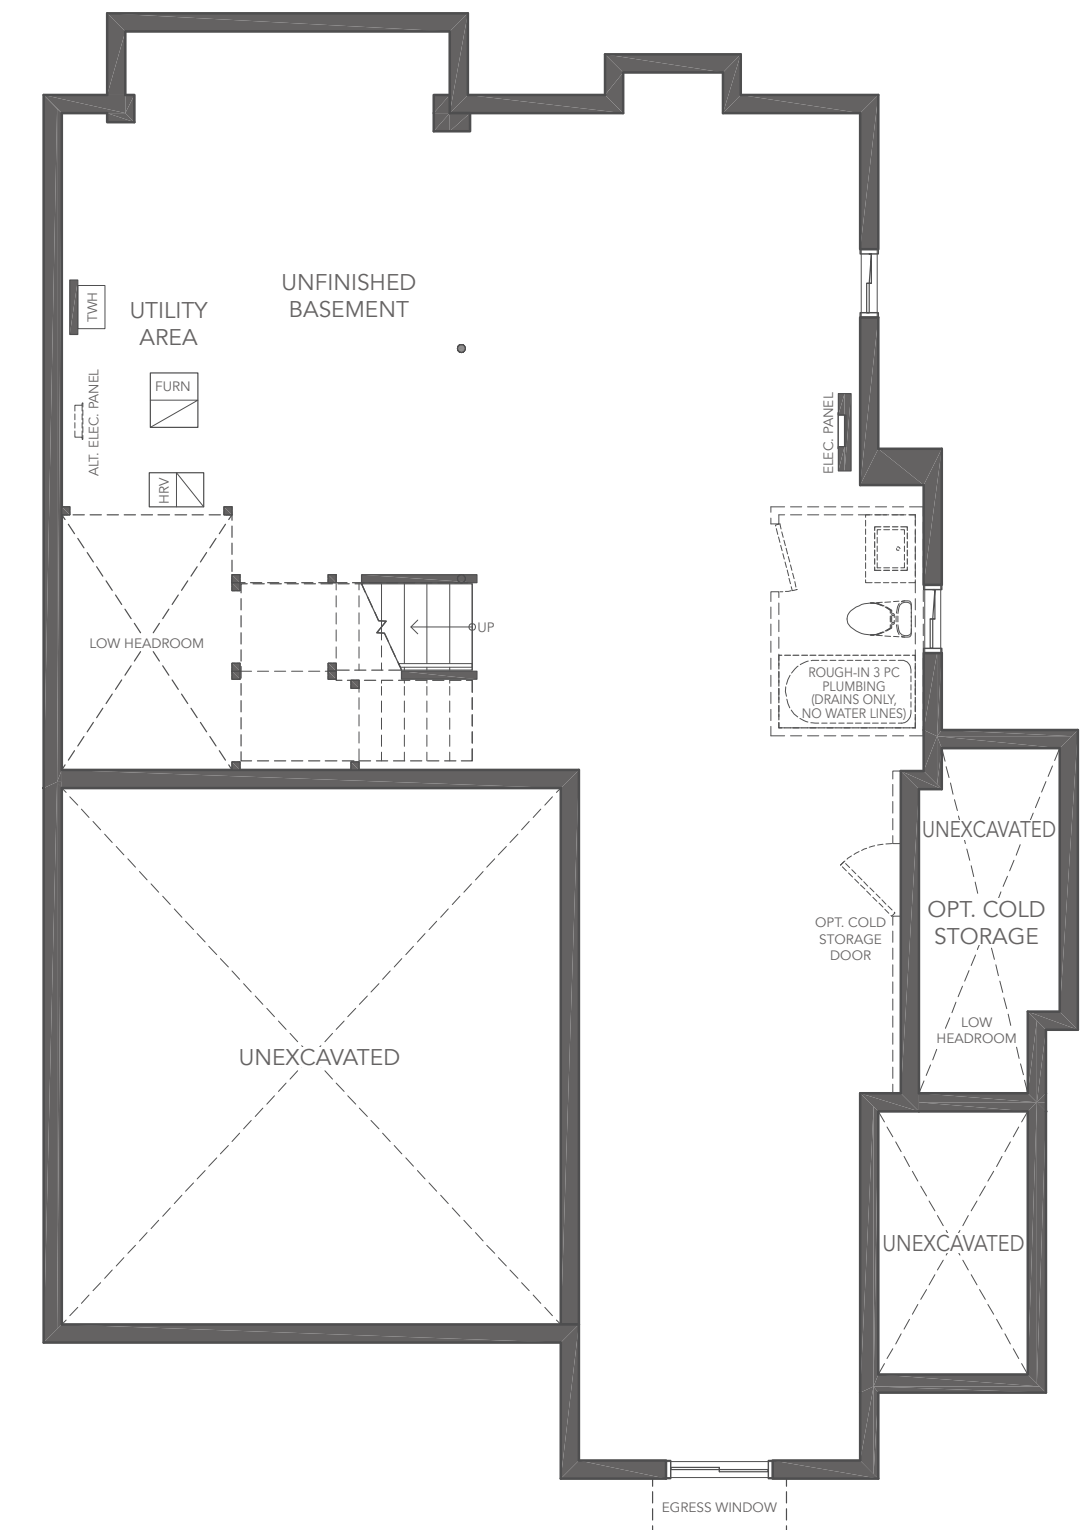 UNFINISHED
BASEMENT
UTILITY
AREA
TWH
FURN
ALT. ELEC. PANEL
ELEC. PANEL
HRV
LOW HEADROOM
UP
ROUGH-IN 3 PC
PLUMBING
(DRAINS ONLY,
NO WATER LINES)
UNEXCAVATED
OPT. COLD
STORAGE
OPT. COLD
STORAGE
DOOR
LOW
HEADROOM
UNEXCAVATED
UNEXCAVATED
EGRESS WINDOW